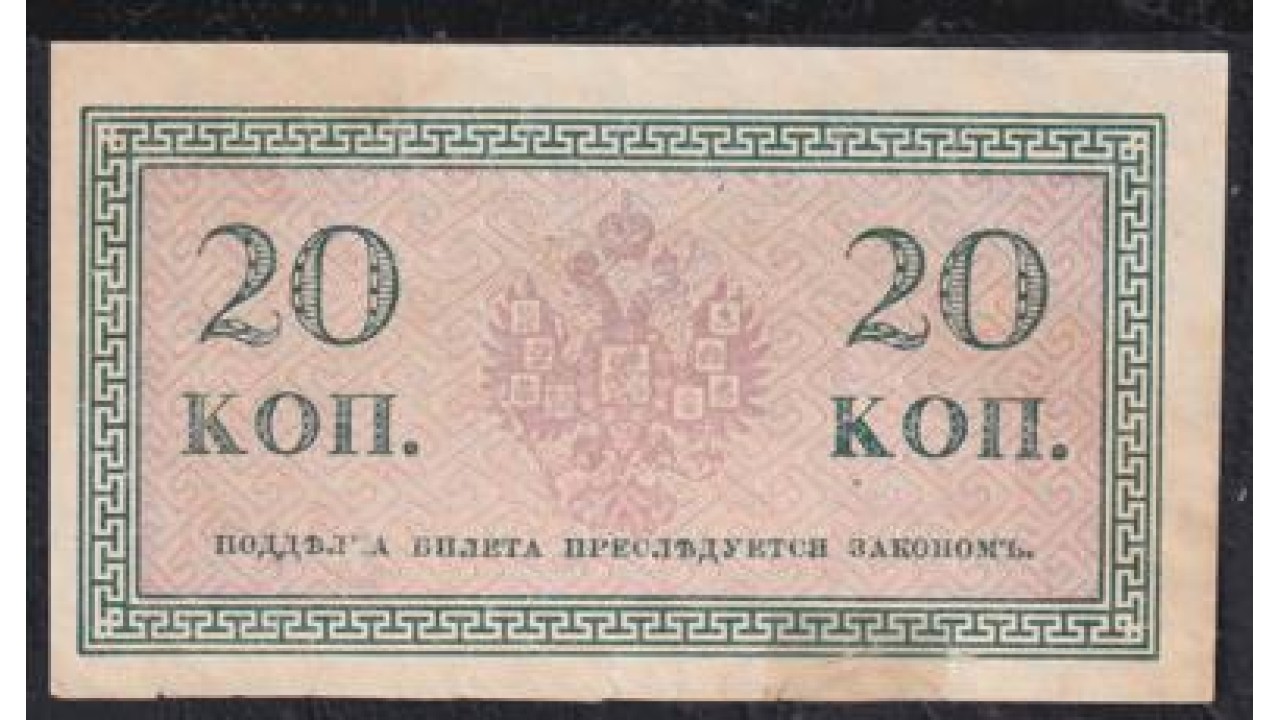 20 20
КОП. КОП.
ПОДДѢЛКА БИЛЕТА ПРЕСЛѢДУЕТСЯ ЗАКОНОМЪ.